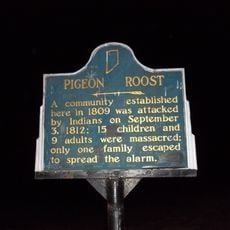 PIGEON ROOST
A community established
here in 1809 was attacked
by Indians on September
3, 1812; 15 children and
9 adults were massacred;
only one family escaped
to spread the alarm.